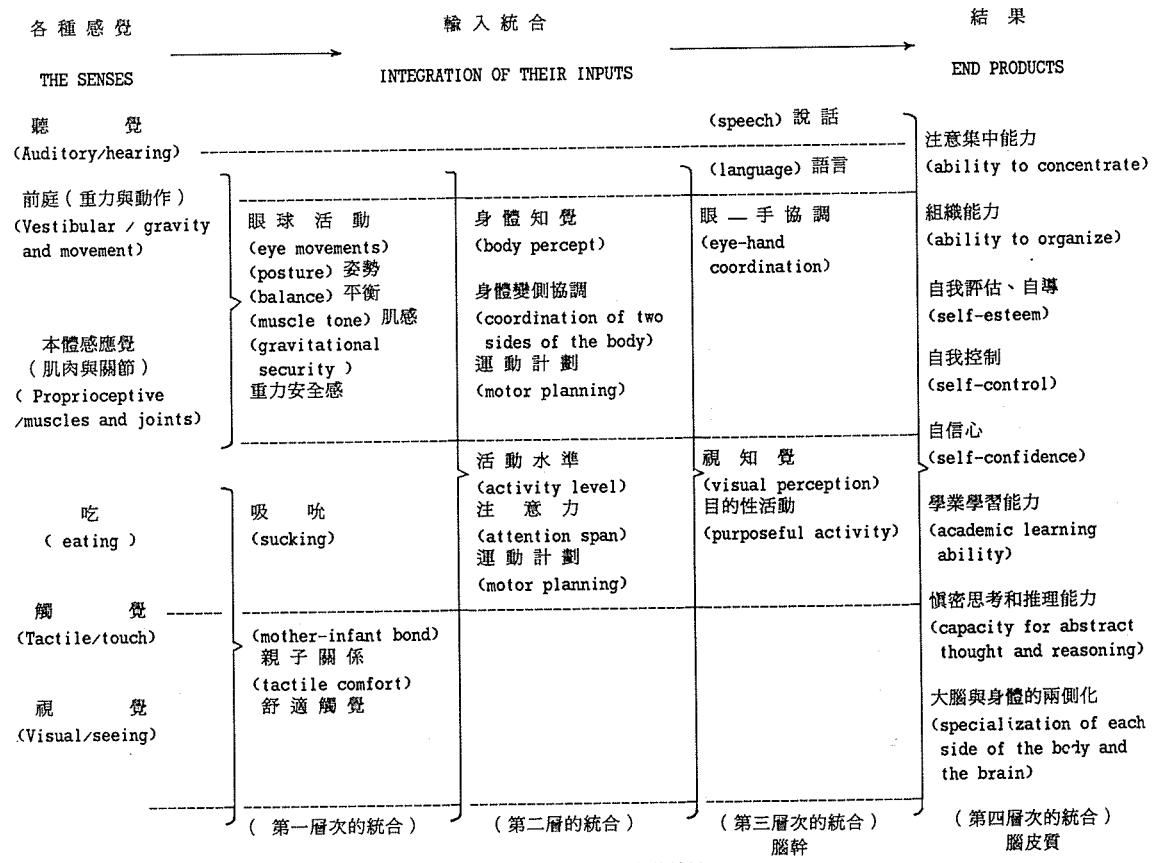 各種感覺
THE SENSES
輸入統合
INTEGRATION OF THEIR INPUTS
結果
END PRODUCTS
聽覺
(Auditory/hearing)
前庭(重力與動作)
(Vestibular / gravity
and movement)
本體感應覺
(肌肉與關節)
( Proprioceptive
/muscles and joints)
吃
( eating )
觸覺
(Tactile/touch)
視覺
(Visual/seeing)
眼球活動
(eye movements)
(posture) 姿勢
(balance) 平衡
(muscle tone) 肌感
(gravitational
security )
重力安全感
吸吮
(sucking)
(mother-infant bond)
親子關係
(tactile comfort)
舒適觸覺
(第一層次的統合)
身體知覺
(body percept)
身體變側協調
(coordination of two
sides of the body)
運動計劃
(motor planning)
活動水準
(activity level)
注意力
(attention span)
運動計劃
(motor planning)
(第二層的統合)
(speech) 說話
(language) 語言
眼—手協調
(eye-hand
coordination)
視知覺
(visual perception)
目的性活動
(purposeful activity)
(第三層次的統合)
腦幹
注意集中能力
(ability to concentrate)
組織能力
(ability to organize)
自我評估、自導
(self-esteem)
自我控制
(self-control)
自信心
(self-confidence)
學業學習能力
(academic learning
ability)
慎密思考和推理能力
(capacity for abstract
thought and reasoning)
大腦與身體的兩側化
(specialization of each
side of the body and
the brain)
(第四層次的統合)
腦皮質